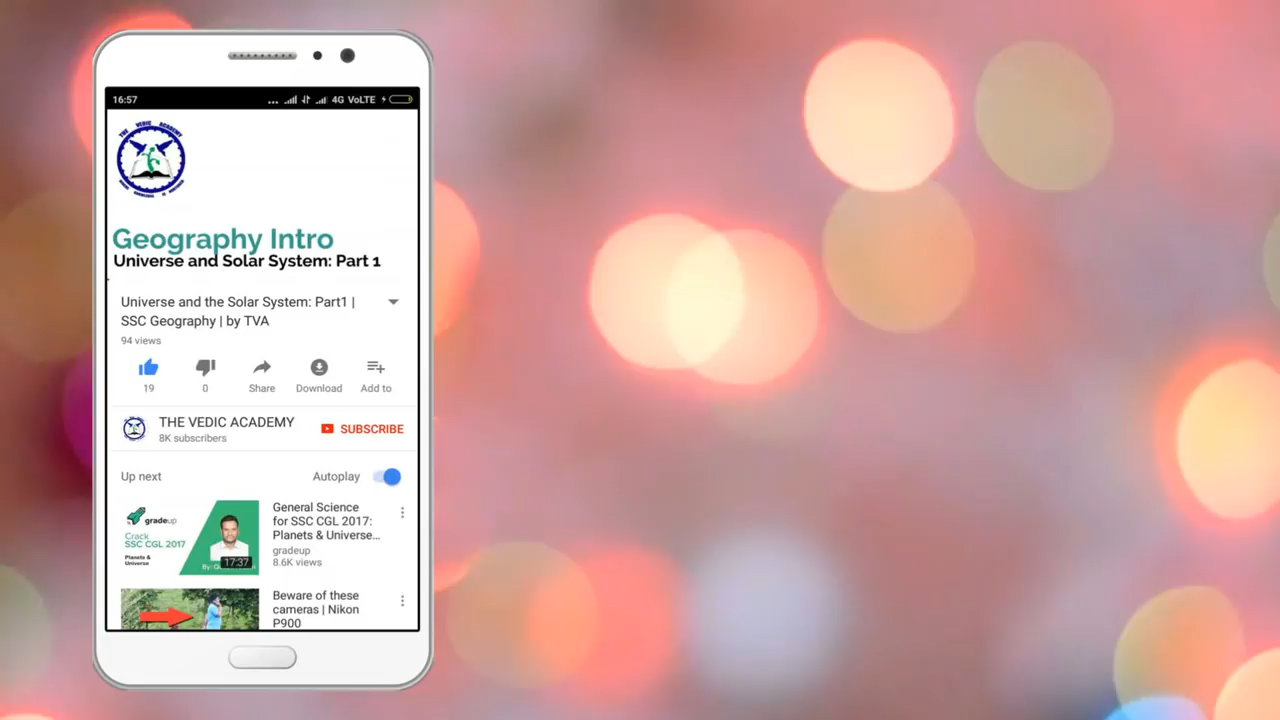 16:57
4G VoLTE
THE VEDIC ACADEMY
Geography Intro
Universe and Solar System: Part 1
Universe and the Solar System: Part1 |
SSC Geography | by TVA
94 views
19
0
Share
Download
Add to
THE VEDIC ACADEMY
8K subscribers
SUBSCRIBE
Up next
Autoplay
gradeup
Crack
SSC CGL 2017
Planets &
Universe
17:37
General Science
for SSC CGL 2017:
Planets & Universe...
gradeup
8.6K views
Beware of these
cameras | Nikon
P900